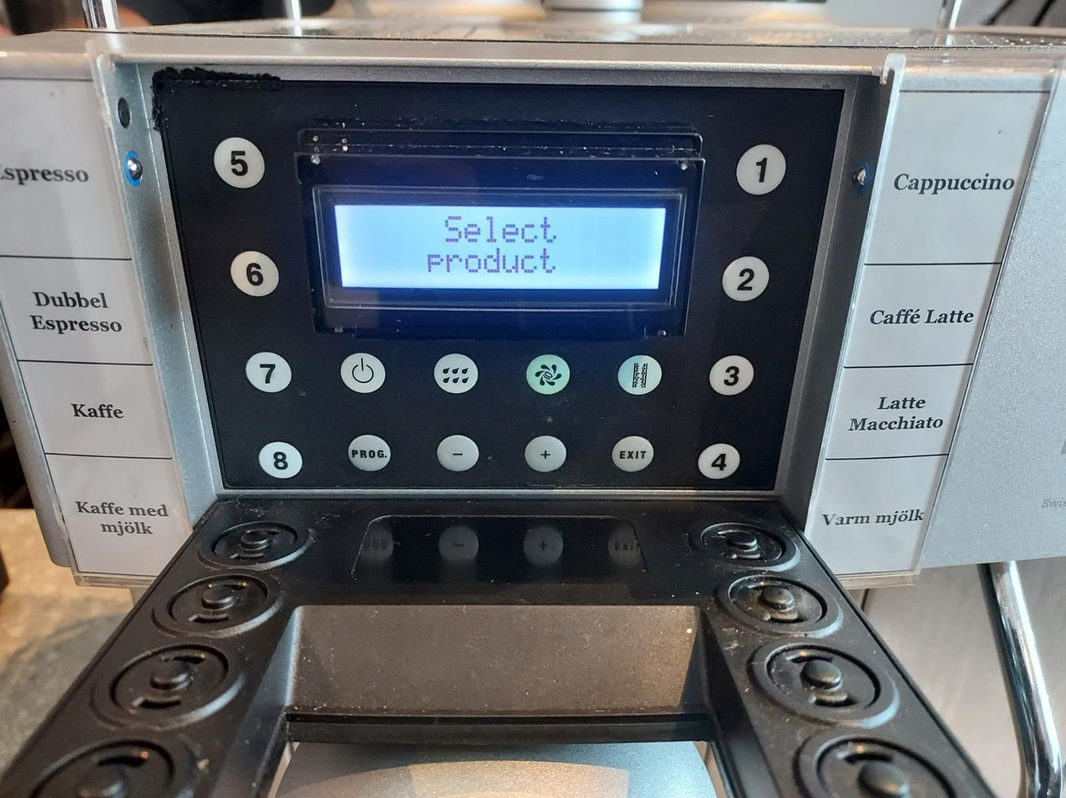 Espresso
Dubbel
Espresso
Kaffe
Kaffe med
mjölk
5
6
7
8
Select
product
PROG.
−
+
EXIT
1
2
3
4
Cappuccino
Caffé Latte
Latte
Macchiato
Varm mjölk